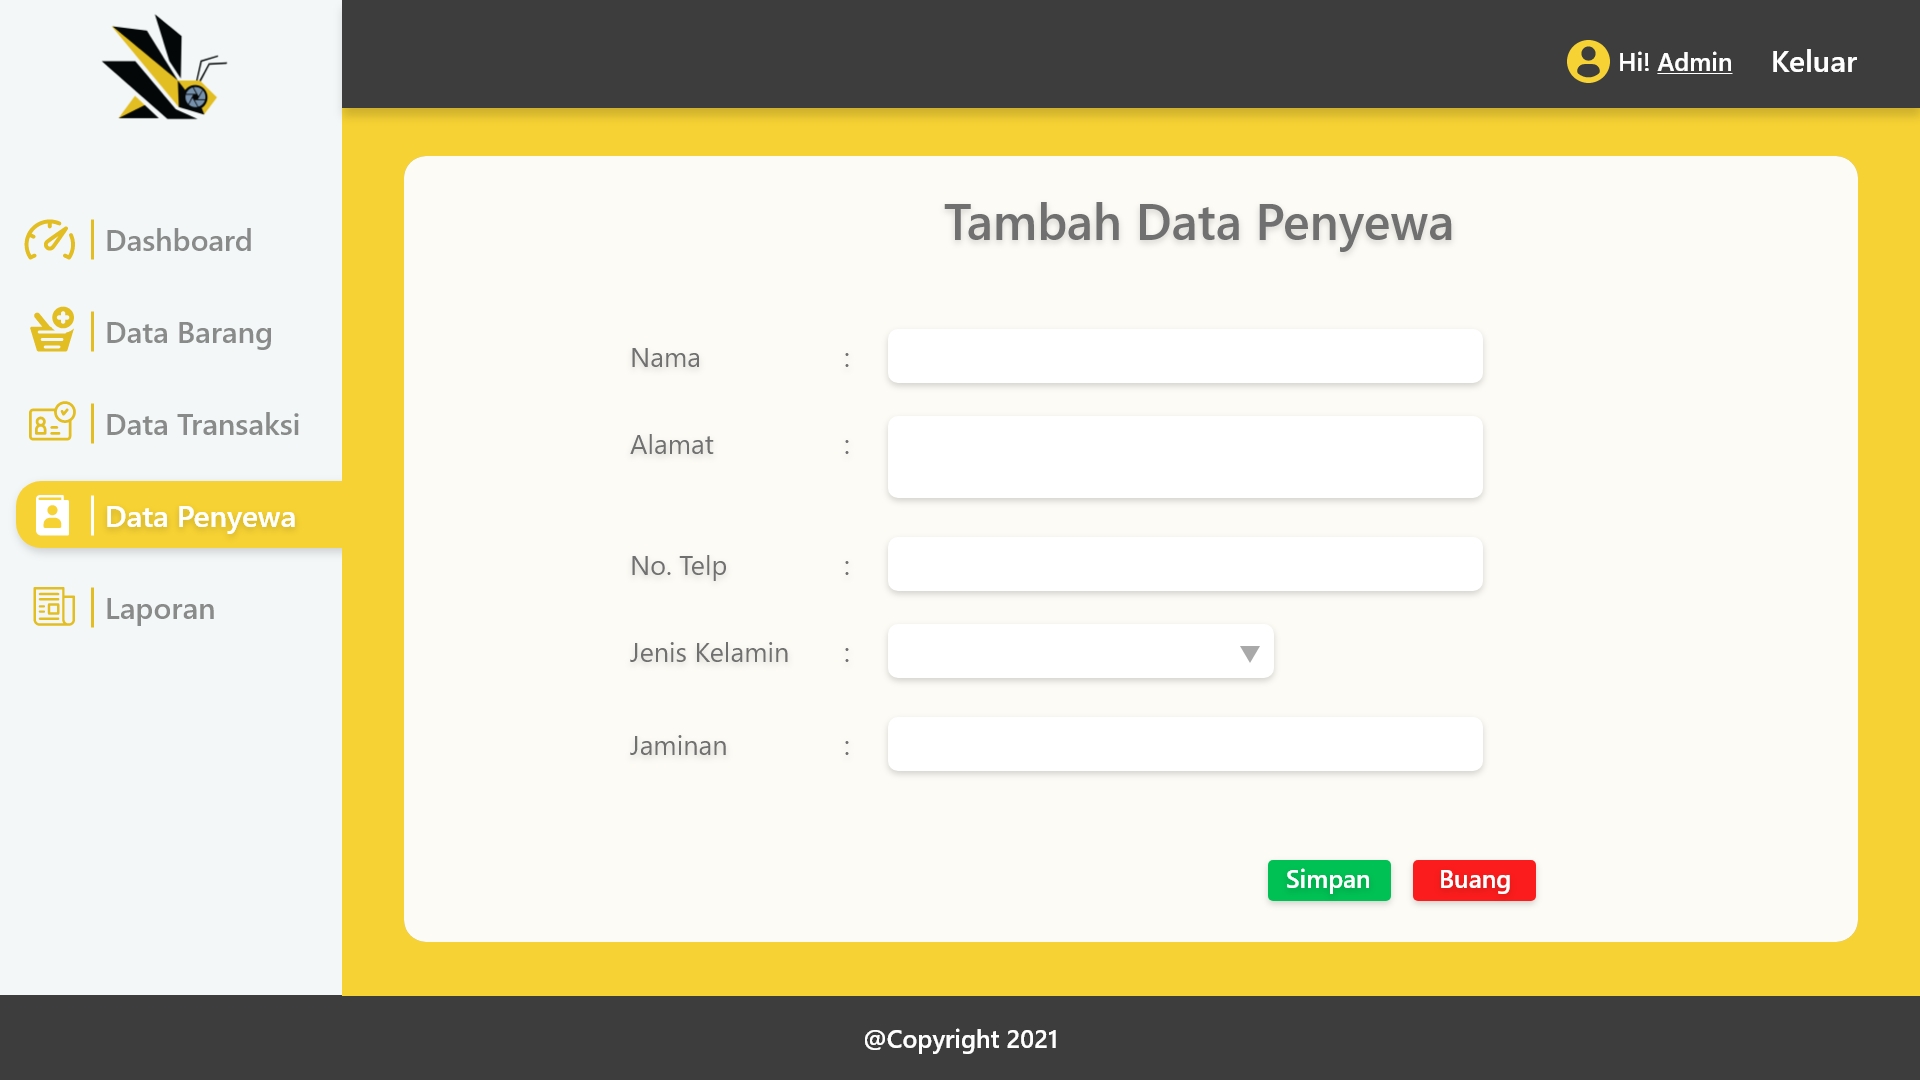 Hi! Admin
Keluar
Dashboard
Data Barang
Data Transaksi
Data Penyewa
Laporan
Tambah Data Penyewa
Nama :
Alamat :
No. Telp :
Jenis Kelamin :
Jaminan :
Simpan
Buang
@Copyright 2021